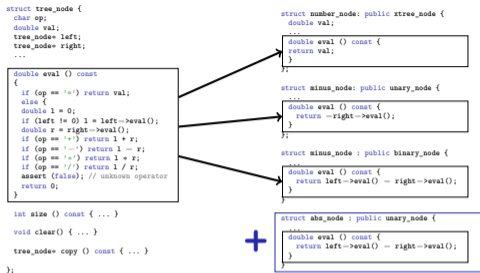 struct tree_node {
char op;
double val;
tree_node* left;
tree_node* right;
...
double eval () const
{
if (op == '=') return val;
else {
double l = 0;
if (left != 0) l = left->eval();
double r = right->eval();
if (op == '+') return l + r;
if (op == '-') return l - r;
if (op == '*') return l + r;
if (op == '/') return l / r;
assert (false); // unknown operator
return 0;
}
}
int size () const { ... }
void clear() { ... }
tree_node* copy () const { ... }
};
struct number_node: public xtree_node {
double val;
...
double eval () {
return val;
}
};
struct minus_node: public unary_node {
...
double eval () const {
return -right->eval();
}
};
struct minus_node : public binary_node {
...
double eval () const {
return left->eval() - right->eval();
}
}
+
struct abs_node : public unary_node {
...
double eval () const {
return left->eval() - right->eval();
}
}